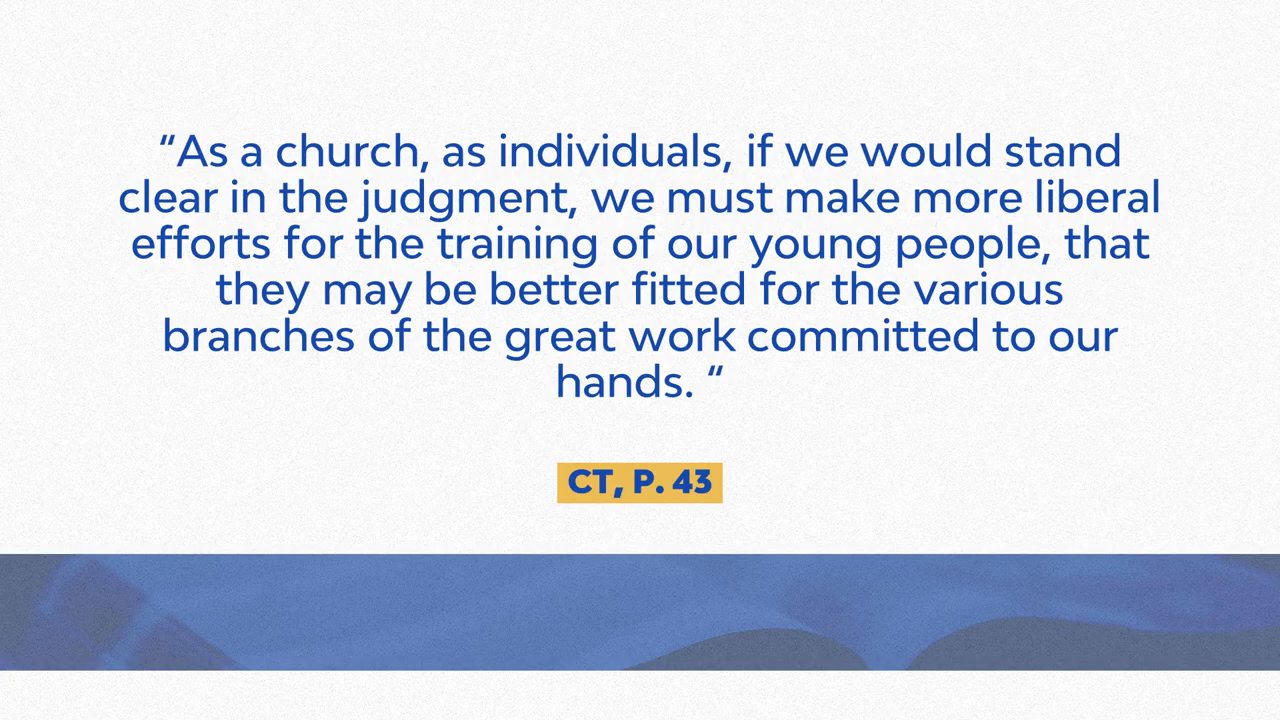 “As a church, as individuals, if we would stand
clear in the judgment, we must make more liberal
efforts for the training of our young people, that
they may be better fitted for the various
branches of the great work committed to our
hands. “
CT, P. 43